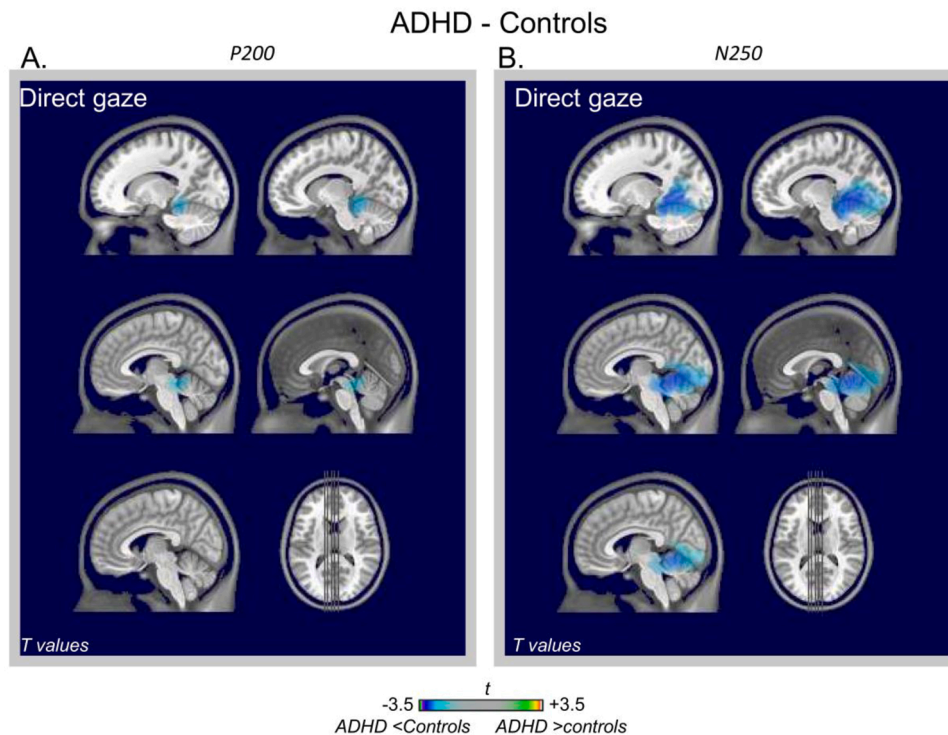 ADHD - Controls
A.
P200
B.
N250
Direct gaze
Direct gaze
T values
T values
t
-3.5
+3.5
ADHD <Controls
ADHD >controls